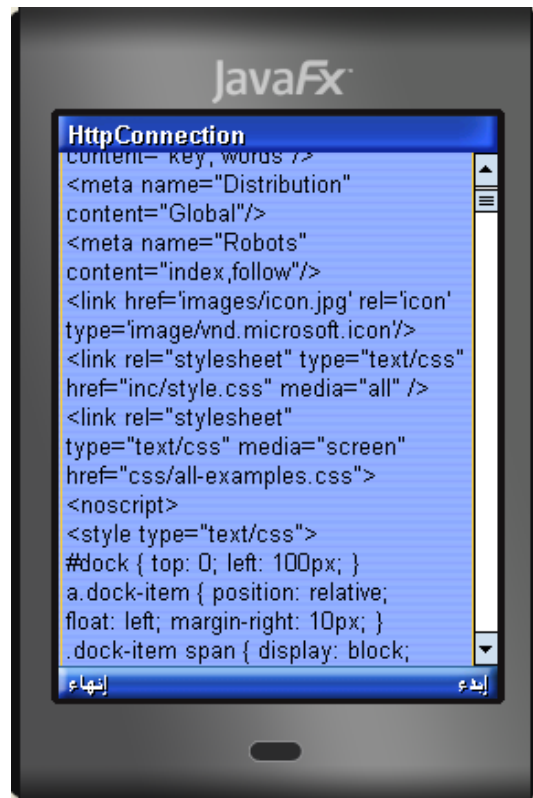 JavaFX
HttpConnection
content="key, words"/>
<meta name="Distribution"
content="Global"/>
<meta name="Robots"
content="index,follow"/>
<link href='images/icon.jpg' rel='icon'
type='image/vnd.microsoft.icon'/>
<link rel="stylesheet" type="text/css"
href="inc/style.css" media="all" />
<link rel="stylesheet"
type="text/css" media="screen"
href="css/all-examples.css">
<noscript>
<style type="text/css">
#dock { top: 0; left: 100px; }
a.dock-item { position: relative;
float: left; margin-right: 10px; }
.dock-item span { display: block;
إنهاء
إبدء